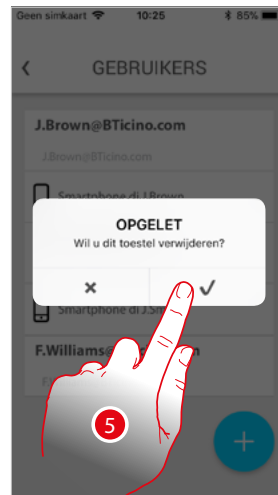 Geen simkaart 10:25 85%
GEBRUIKERS
J.Brown@BTicino.com
J.Brown@BTicino.com
Smartphone di J.Brown
OPGELET
Wil u dit toestel verwijderen?
Smartphone di J.Sm
F.Williams
n
5